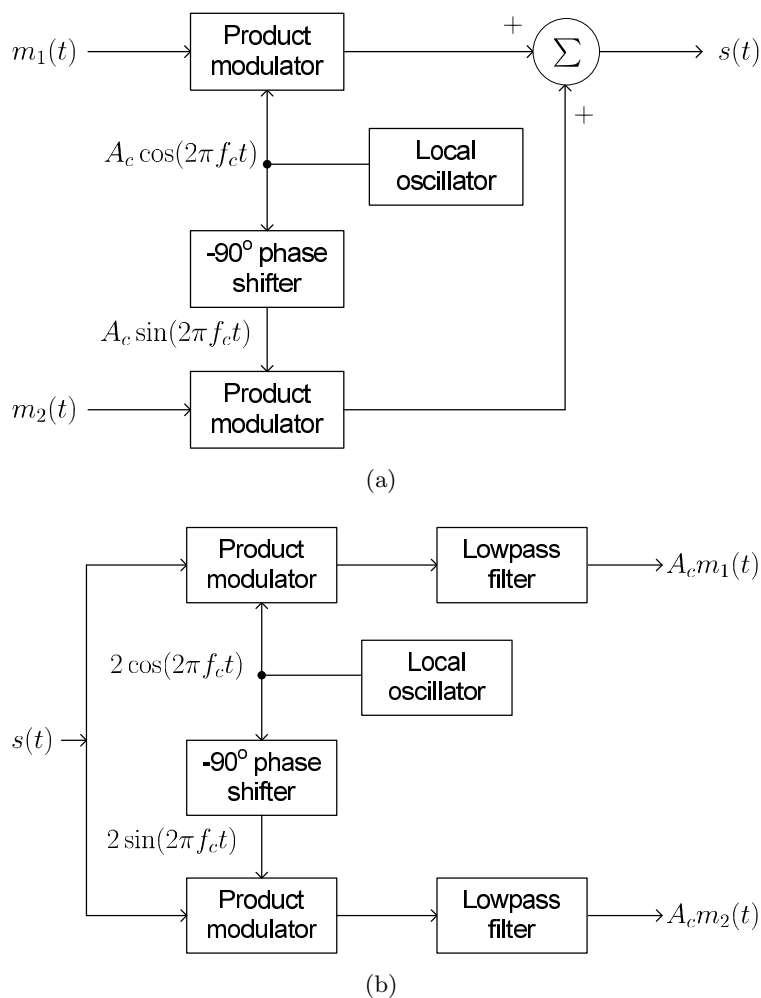 Product
modulator
m₁(t)
+
Σ
s(t)
+
A_c cos(2πf_c t)
Local
oscillator
-90° phase
shifter
A_c sin(2πf_c t)
m₂(t)
Product
modulator
(a)
Product
modulator
Lowpass
filter
A_c m₁(t)
2 cos(2πf_c t)
Local
oscillator
s(t)
-90° phase
shifter
2 sin(2πf_c t)
Product
modulator
Lowpass
filter
A_c m₂(t)
(b)